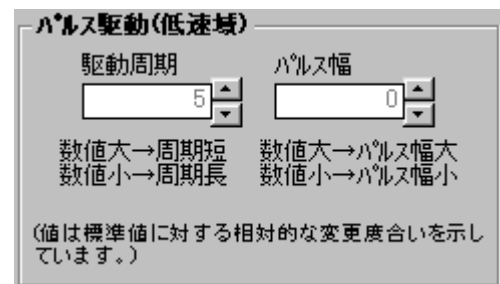 パルス駆動(低速域)
駆動周期 パルス幅
5 0
数値大→周期短 数値大→パルス幅大
数値小→周期長 数値小→パルス幅小
(値は標準値に対する相対的な変更度合いを示し
ています。)